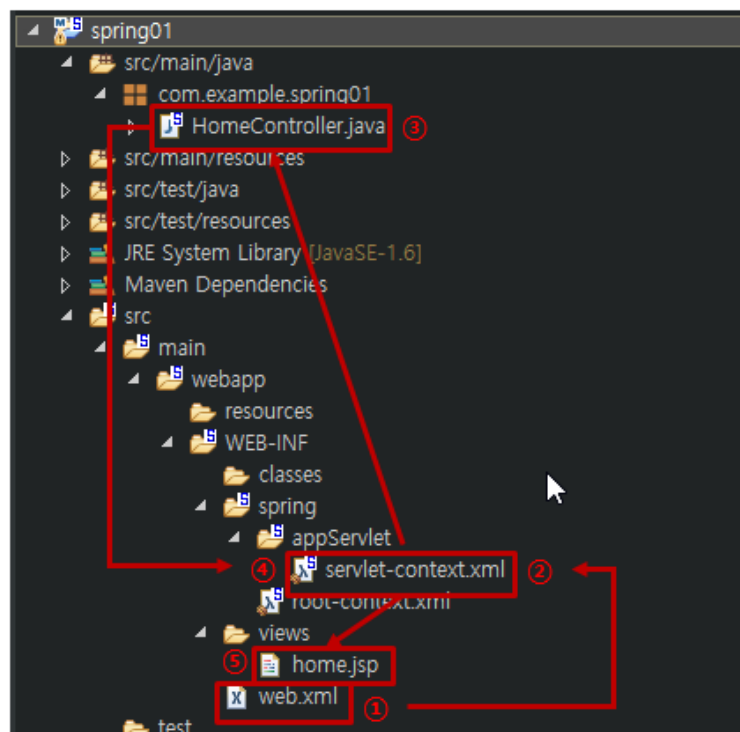 spring01
src/main/java
com.example.spring01
HomeController.java ③
src/main/resources
src/test/java
src/test/resources
JRE System Library [JavaSE-1.6]
Maven Dependencies
src
main
webapp
resources
WEB-INF
classes
spring
appServlet
④ servlet-context.xml ②
root-context.xml
views
⑤ home.jsp
web.xml ①
test